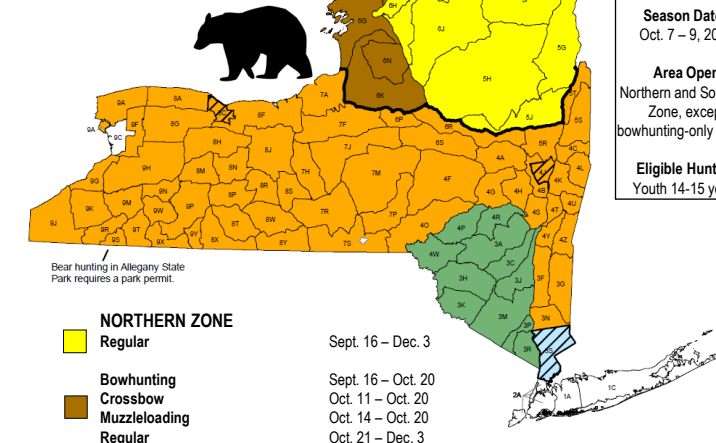 Season Dat
Oct. 7 – 9, 20
Area Oper
Northern and So
Zone, excep
bowhunting-only
Eligible Hunt
Youth 14-15 ye
6H
6G
6J
5G
6N
5H
6K
5J
7A
9A
8A
8F
8G
9A
9C
7F
6P
6R
5S
8H
8J
7J
6S
5R
4C
4A
9H
8M
8N
7M
4L
9G
9N
8R
8S
4F
4K
9M
8P
4G
4H
4B
9K
9P
7R
4U
9J
8T
8W
7P
4R
4S
4T
9R
9T
4O
4P
9S
9X
9Y
8X
8Y
7S
4Y
4Z
3A
4W
3C
3H
3J
3F
3G
3K
3M
3N
3P
3R
Bear hunting in Allegany State
Park requires a park permit.
NORTHERN ZONE
Regular Sept. 16 – Dec. 3
Bowhunting Sept. 16 – Oct. 20
Crossbow Oct. 11 – Oct. 20
Muzzleloading Oct. 14 – Oct. 20
Regular Oct. 21 – Dec. 3
2A
1A
1C